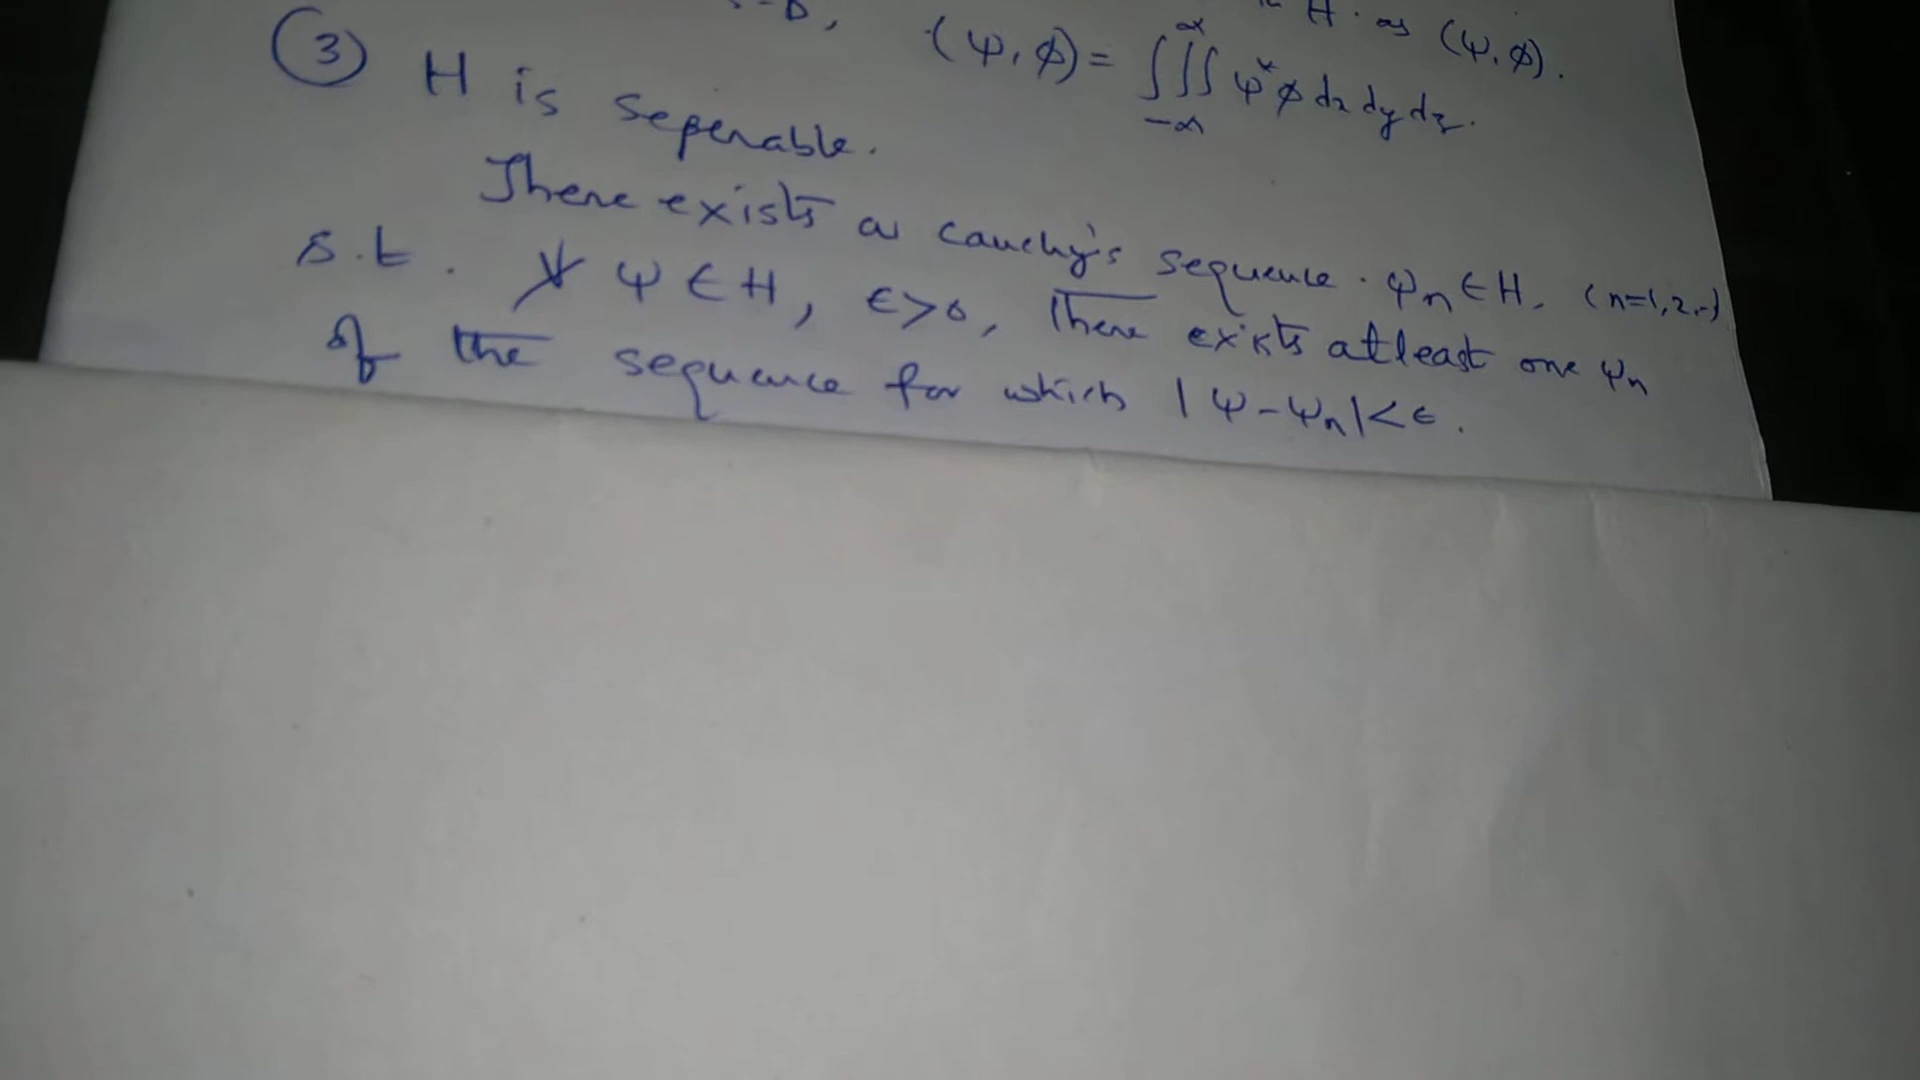 H. as (ψ, φ).
3-D, (ψ, φ) = ∫∫∫ ψ* φ dx dy dz.
-∞ ∞
③ H is seperable.
There exists a cauchy's sequence. ψn ∈ H. (n=1,2,-)
s.t. ∀ ψ ∈ H, ϵ>0, There exists atleast one ψn
of the sequence for which |ψ-ψn|<ϵ.